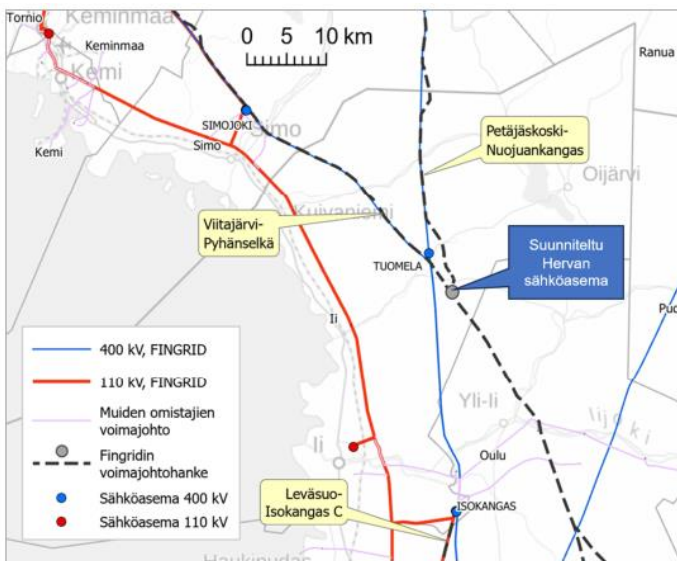 Tornio
Keminmaa
Keminmaa
Kemi
0 5 10 km
Ranua
SIMOJOKI
Simo
Simo
Kemi
Petäjäskoski-
Nuojuankangas
Oijärvi
Kuivaniemi
Viitajärvi-
Pyhänselkä
TUOMELA
Suunniteltu
Hervan
sähköasema
Ii
400 kV, FINGRID
110 kV, FINGRID
Muiden omistajien
voimajohto
Fingridin
voimajohtohanke
Sähköasema 400 kV
Sähköasema 110 kV
Yli-Ii
Iijoki
Ii
Oulu
Leväsuo-
Isokangas C
ISOKANGAS
Haukipudas